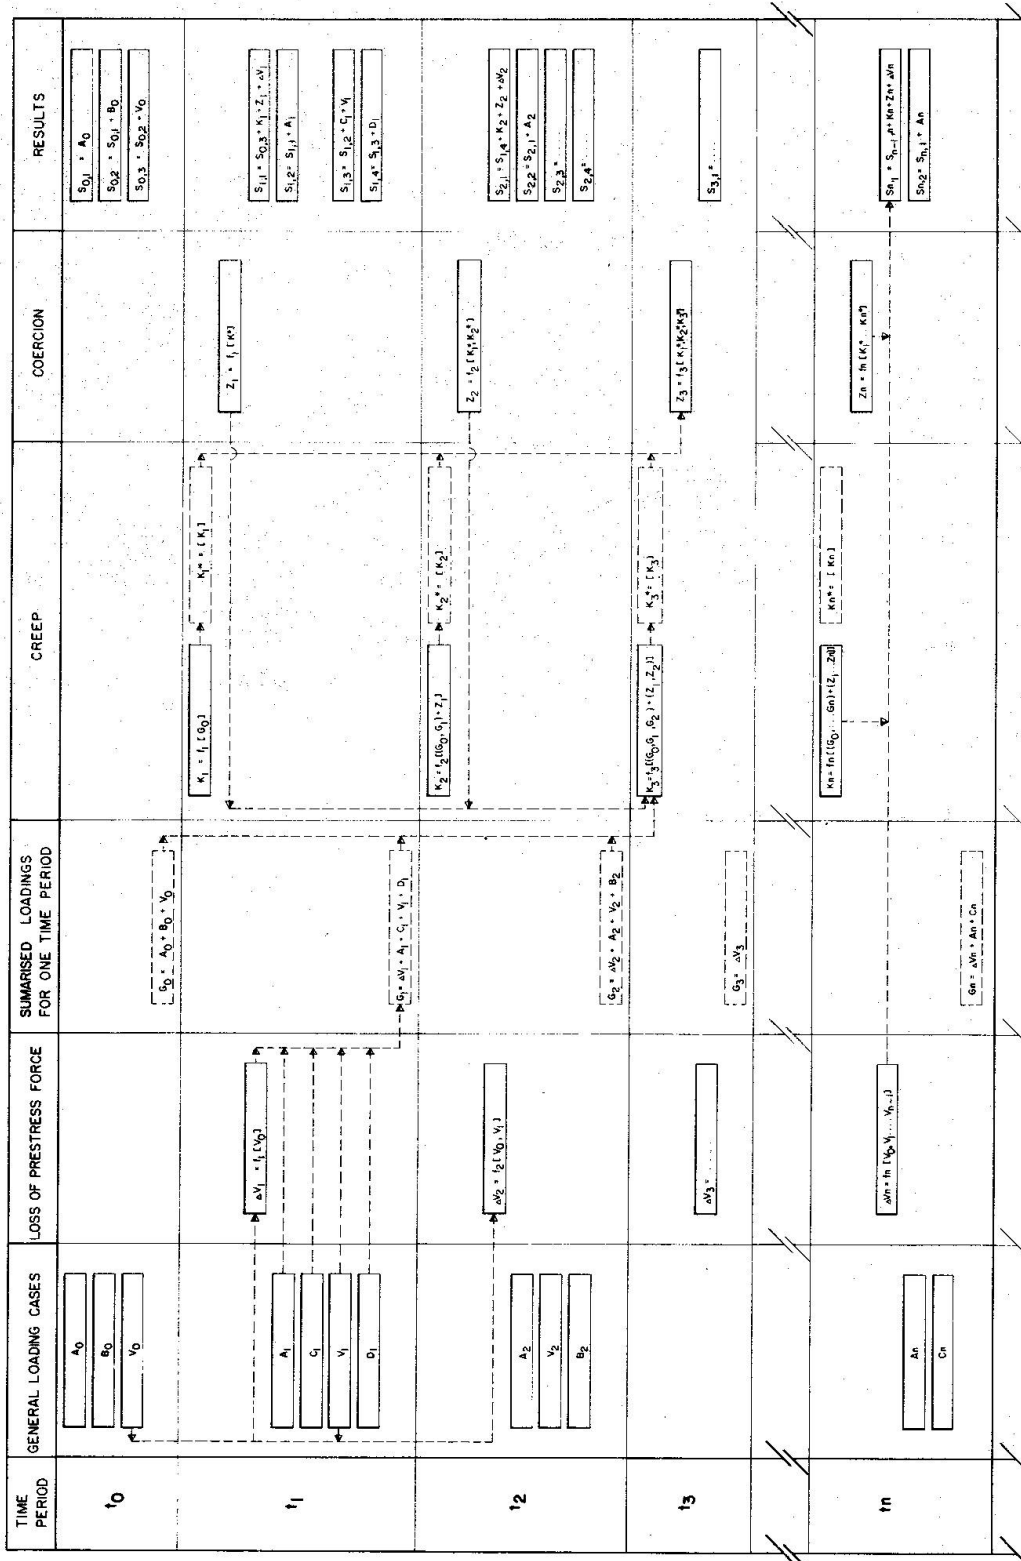 TIME PERIOD
GENERAL LOADING CASES
LOSS OF PRESTRESS FORCE
SUMARISED LOADINGS FOR ONE TIME PERIOD
CREEP
COERCION
RESULTS
t0
A0
B0
V0
G0 = A0 + B0 + V0
S0,1 = A0
S0,2 = S0,1 + B0
S0,3 = S0,2 + V0
t1
K1 = f1 [G0]
K1* = [K1]
Z1 = f1 [K*]
ΔV1 = f1 [V0]
S1,1 = S0,3 + K1 + Z1 + ΔV1
A1
S1,2 = S1,1 + A1
C1
V1
S1,3 = S1,2 + C1 + V1
D1
S1,4 = S1,3 + D1
G1 = ΔV1 + A1 + C1 + V1 + D1
t2
K2 = f2 [(G0, G1) + Z1]
K2* = [K2]
Z2 = f2 [K1*, K2*]
ΔV2 = f2 [V0, V1]
S2,1 = S1,4 + K2 + Z2 + ΔV2
A2
S2,2 = S2,1 + A2
V2
S2,3 = .......
B2
S2,4 = .......
G2 = ΔV2 + A2 + V2 + B2
t3
K3 = f3 [(G0, G1, G2) + (Z1, Z2)]
K3* = [K3]
Z3 = f3 [K1*, K2*, K3*]
ΔV3 = ......
S3,1 = ......
G3 = ΔV3
tn
Kn = fn [(G0, ... Gn) + (Z1 ... Zn)]
Kn* = [Kn]
Zn = fn [K1* ... Kn*]
ΔVn = fn [V0, V1 ... Vn-1]
Sn,1 = Sn-1,n + Kn + Zn + ΔVn
An
Sn,2 = Sn,1 + An
Cn
Gn = ΔVn + An + Cn